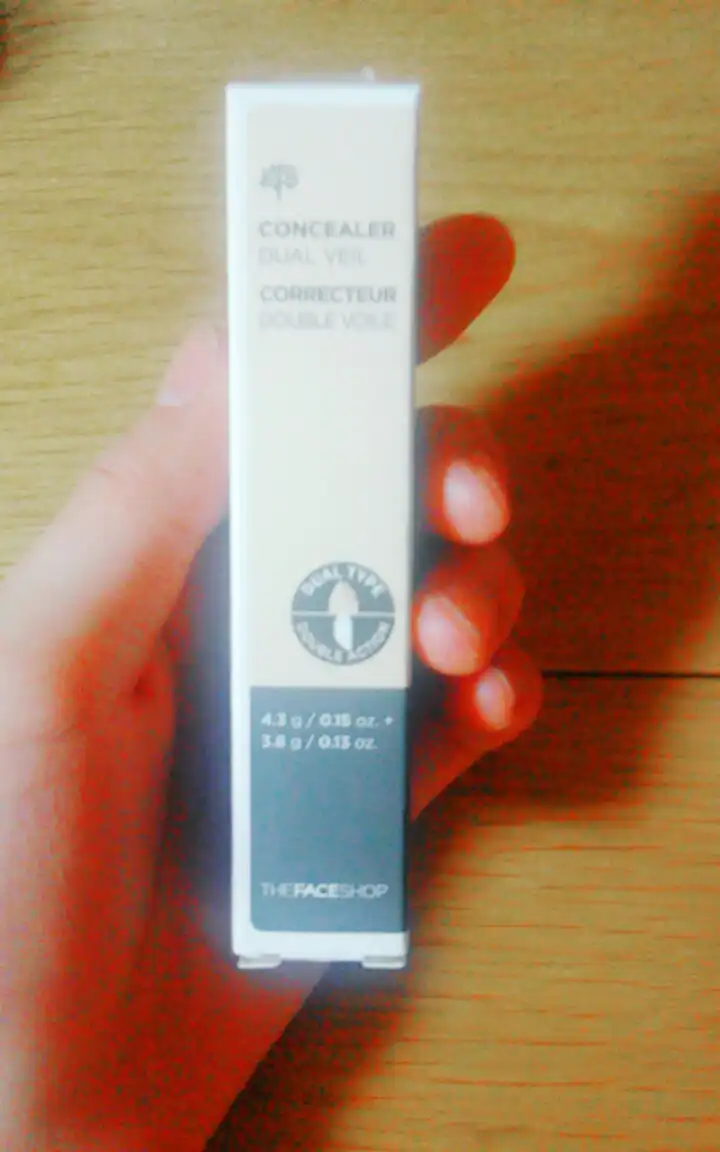 CONCEALER
DUAL VEIL
CORRECTEUR
DOUBLE VOILE
DUAL TYPE
DOUBLE ACTION
4.3 g / 0.15 oz. +
3.8 g / 0.13 oz.
THEFACESHOP